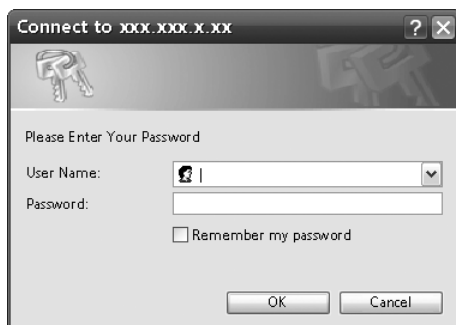 Connect to xxx.xxx.x.xx
?
Please Enter Your Password
User Name:
Password:
Remember my password
OK Cancel